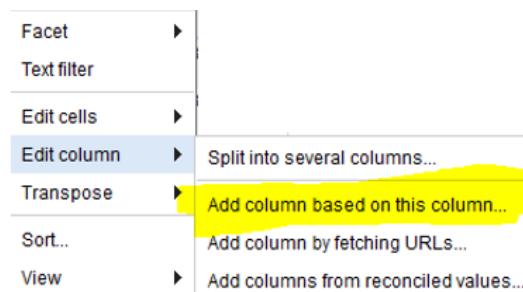 Facet
Text filter
Edit cells
Edit column
Transpose
Sort...
View
Split into several columns...
Add column based on this column...
Add column by fetching URLs...
Add columns from reconciled values...